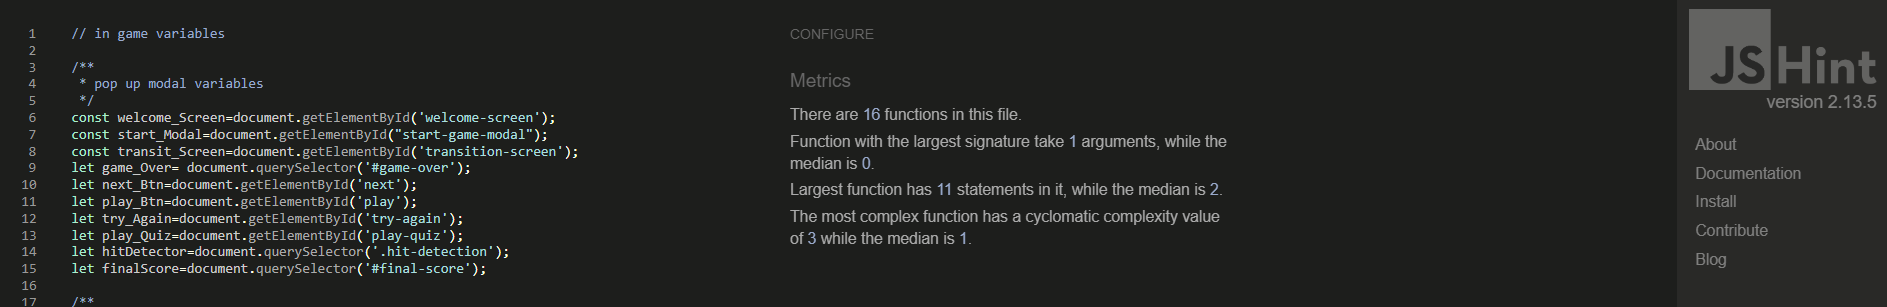 1 // in game variables
2
3 /**
4 * pop up modal variables
5 */
6 const welcome_Screen=document.getElementById('welcome-screen');
7 const start_Modal=document.getElementById("start-game-modal");
8 const transit_Screen=document.getElementById('transition-screen');
9 let game_Over= document.querySelector('#game-over');
10 let next_Btn=document.getElementById('next');
11 let play_Btn=document.getElementById('play');
12 let try_Again=document.getElementById('try-again');
13 let play_Quiz=document.getElementById('play-quiz');
14 let hitDetector=document.querySelector('.hit-detection');
15 let finalScore=document.querySelector('#final-score');
16
17 /**
CONFIGURE
Metrics
There are 16 functions in this file.
Function with the largest signature take 1 arguments, while the
median is 0.
Largest function has 11 statements in it, while the median is 2.
The most complex function has a cyclomatic complexity value
of 3 while the median is 1.
JSHint
version 2.13.5
About
Documentation
Install
Contribute
Blog